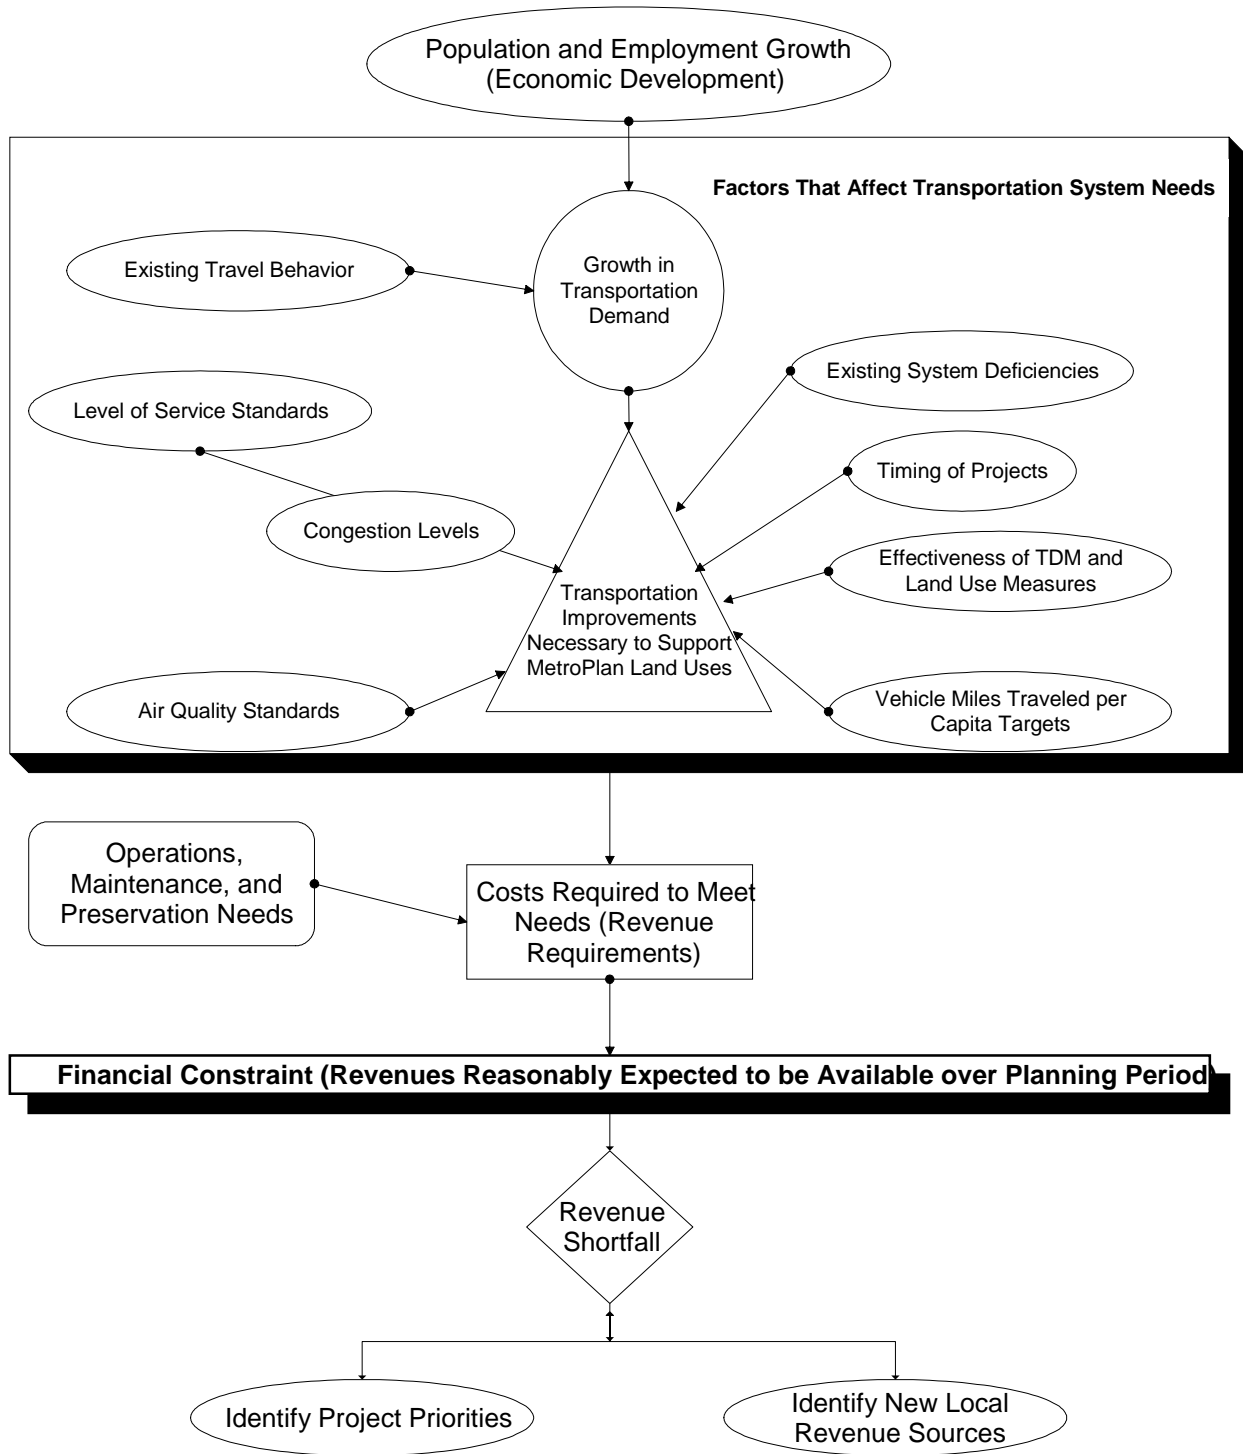 Population and Employment Growth
(Economic Development)
Factors That Affect Transportation System Needs
Existing Travel Behavior
Growth in
Transportation
Demand
Existing System Deficiencies
Level of Service Standards
Timing of Projects
Congestion Levels
Effectiveness of TDM and
Land Use Measures
Transportation
Improvements
Necessary to Support
MetroPlan Land Uses
Air Quality Standards
Vehicle Miles Traveled per
Capita Targets
Operations,
Maintenance, and
Preservation Needs
Costs Required to Meet
Needs (Revenue
Requirements)
Financial Constraint (Revenues Reasonably Expected to be Available over Planning Period)
Revenue
Shortfall
Identify Project Priorities
Identify New Local
Revenue Sources